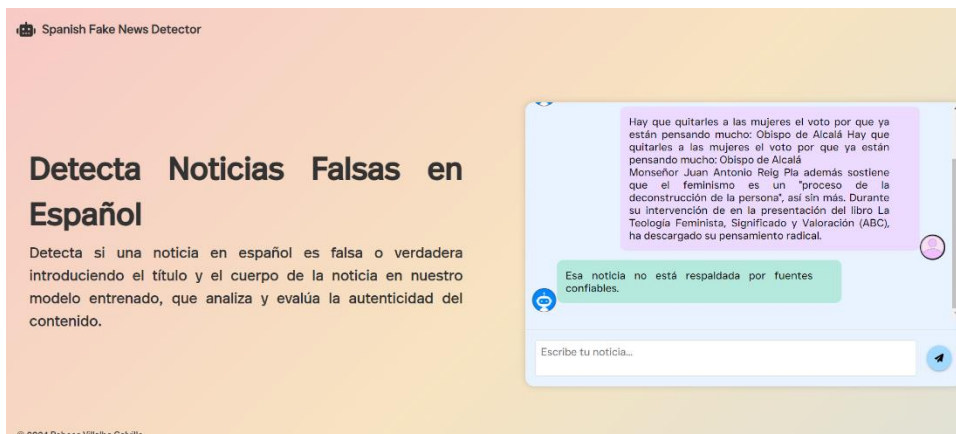 Spanish Fake News Detector
Detecta Noticias Falsas en
Español
Detecta si una noticia en español es falsa o verdadera
introduciendo el título y el cuerpo de la noticia en nuestro
modelo entrenado, que analiza y evalúa la autenticidad del
contenido.
Hay que quitarles a las mujeres el voto por que ya
están pensando mucho: Obispo de Alcalá Hay que
quitarles a las mujeres el voto por que ya están
pensando mucho: Obispo de Alcalá
Monseñor Juan Antonio Reig Pla además sostiene
que el feminismo es un "proceso de la
deconstrucción de la persona", así sin más. Durante
su intervención de en la presentación del libro La
Teología Feminista, Significado y Valoración (ABC),
ha descargado su pensamiento radical.
Esa noticia no está respaldada por fuentes
confiables.
Escribe tu noticia...